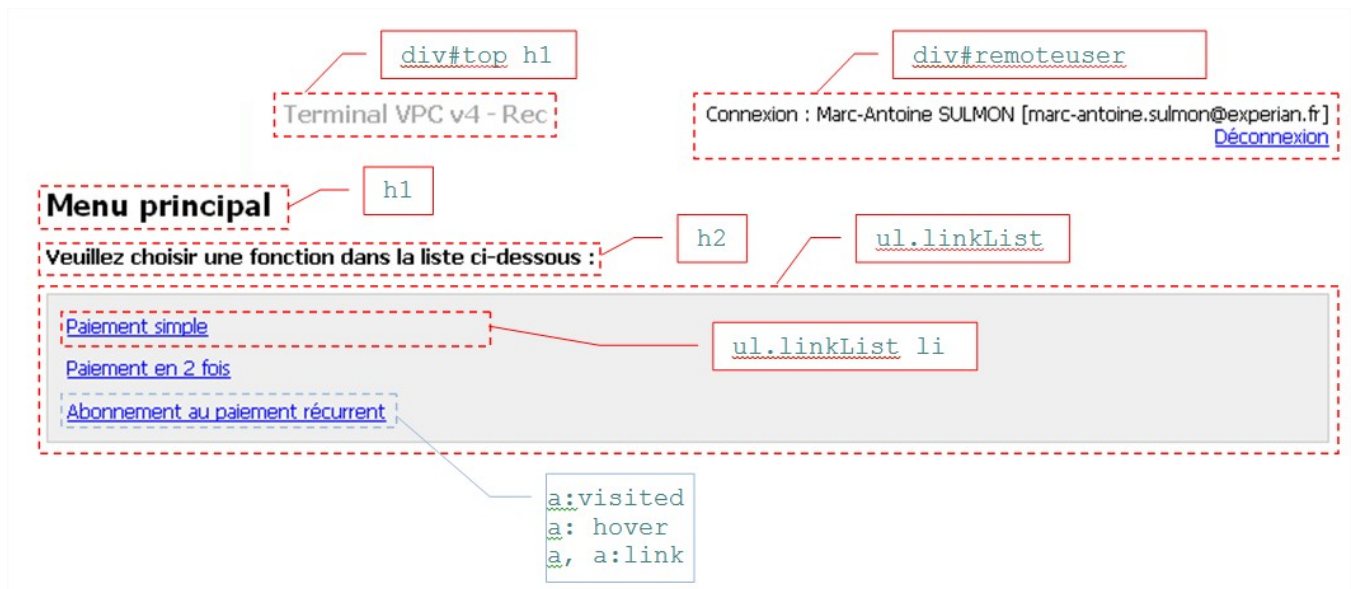 div#top h1
div#remoteuser
Terminal VPC v4 - Rec
Connexion : Marc-Antoine SULMON [marc-antoine.sulmon@experian.fr]
Déconnexion
h1
Menu principal
h2
ul.linkList
Veuillez choisir une fonction dans la liste ci-dessous :
Paiement simple
ul.linkList li
Paiement en 2 fois
Abonnement au paiement récurrent
a:visited
a: hover
a, a:link